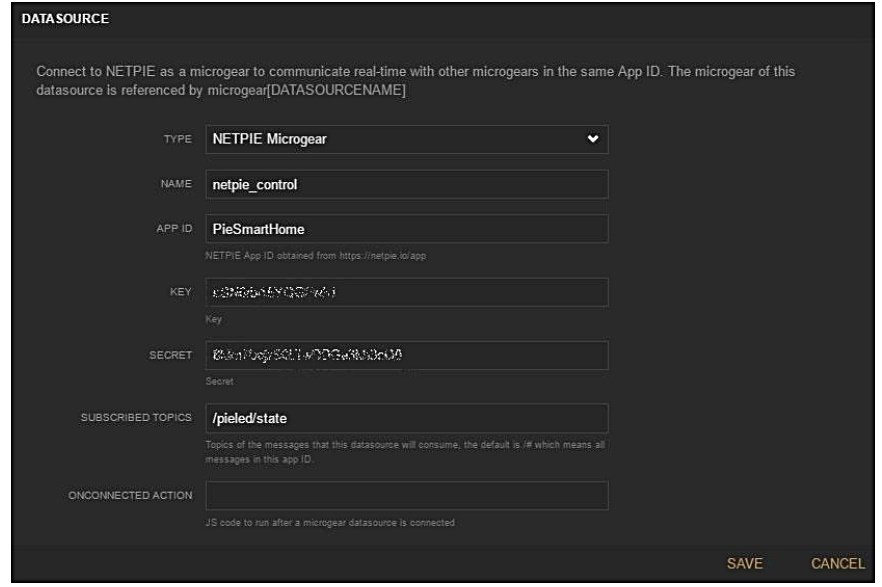 DATASOURCE
Connect to NETPIE as a microgear to communicate real-time with other microgears in the same App ID. The microgear of this
datasource is referenced by microgear[DATASOURCENAME]
TYPE NETPIE Microgear
NAME netpie_control
APP ID PieSmartHome
NETPIE App ID obtained from https://netpie.io/app
KEY
Key
SECRET
Secret
SUBSCRIBED TOPICS /pieled/state
Topics of the messages that this datasource will consume, the default is /# which means all
messages in this app ID.
ONCONNECTED ACTION
JS code to run after a microgear datasource is connected
SAVE CANCEL